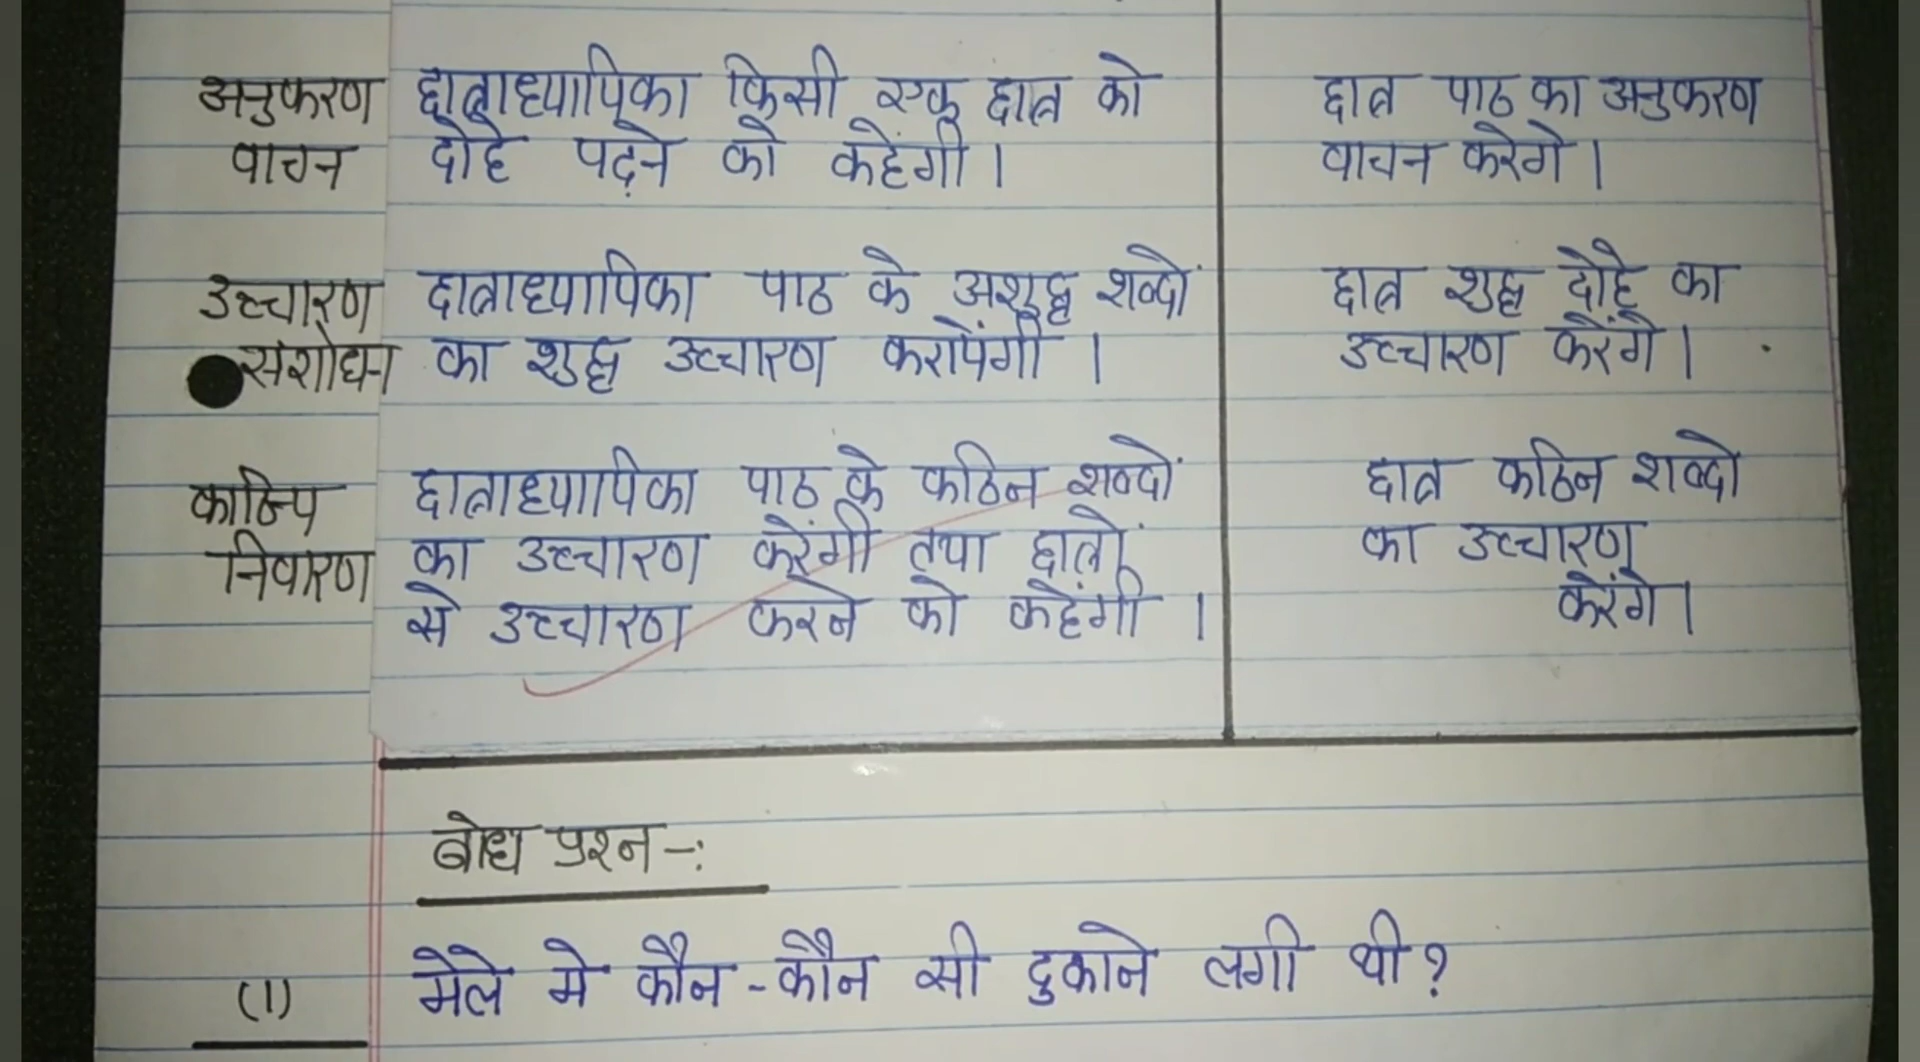 अनुकरण छात्राध्यापिका किसी एक छात्र को छात्र पाठ का अनुकरण
वाचन दोहे पढ़ने को कहेंगी। वाचन करेगे।
उच्चारण छात्राध्यापिका पाठ के अशुद्ध शब्दों छात्र शुद्ध दोहे का
संशोधन का शुद्ध उच्चारण करायेंगी। उच्चारण करेंगे।
काठिन्य छात्राध्यापिका पाठ के कठिन शब्दों छात्र कठिन शब्दो
निवारण का उच्चारण करेंगी तथा छात्रों का उच्चारण
से उच्चारण करने को कहेंगी। करेंगे।
बोध प्रश्न-:
(1) मेले मे कौन-कौन सी दुकाने लगी थी?